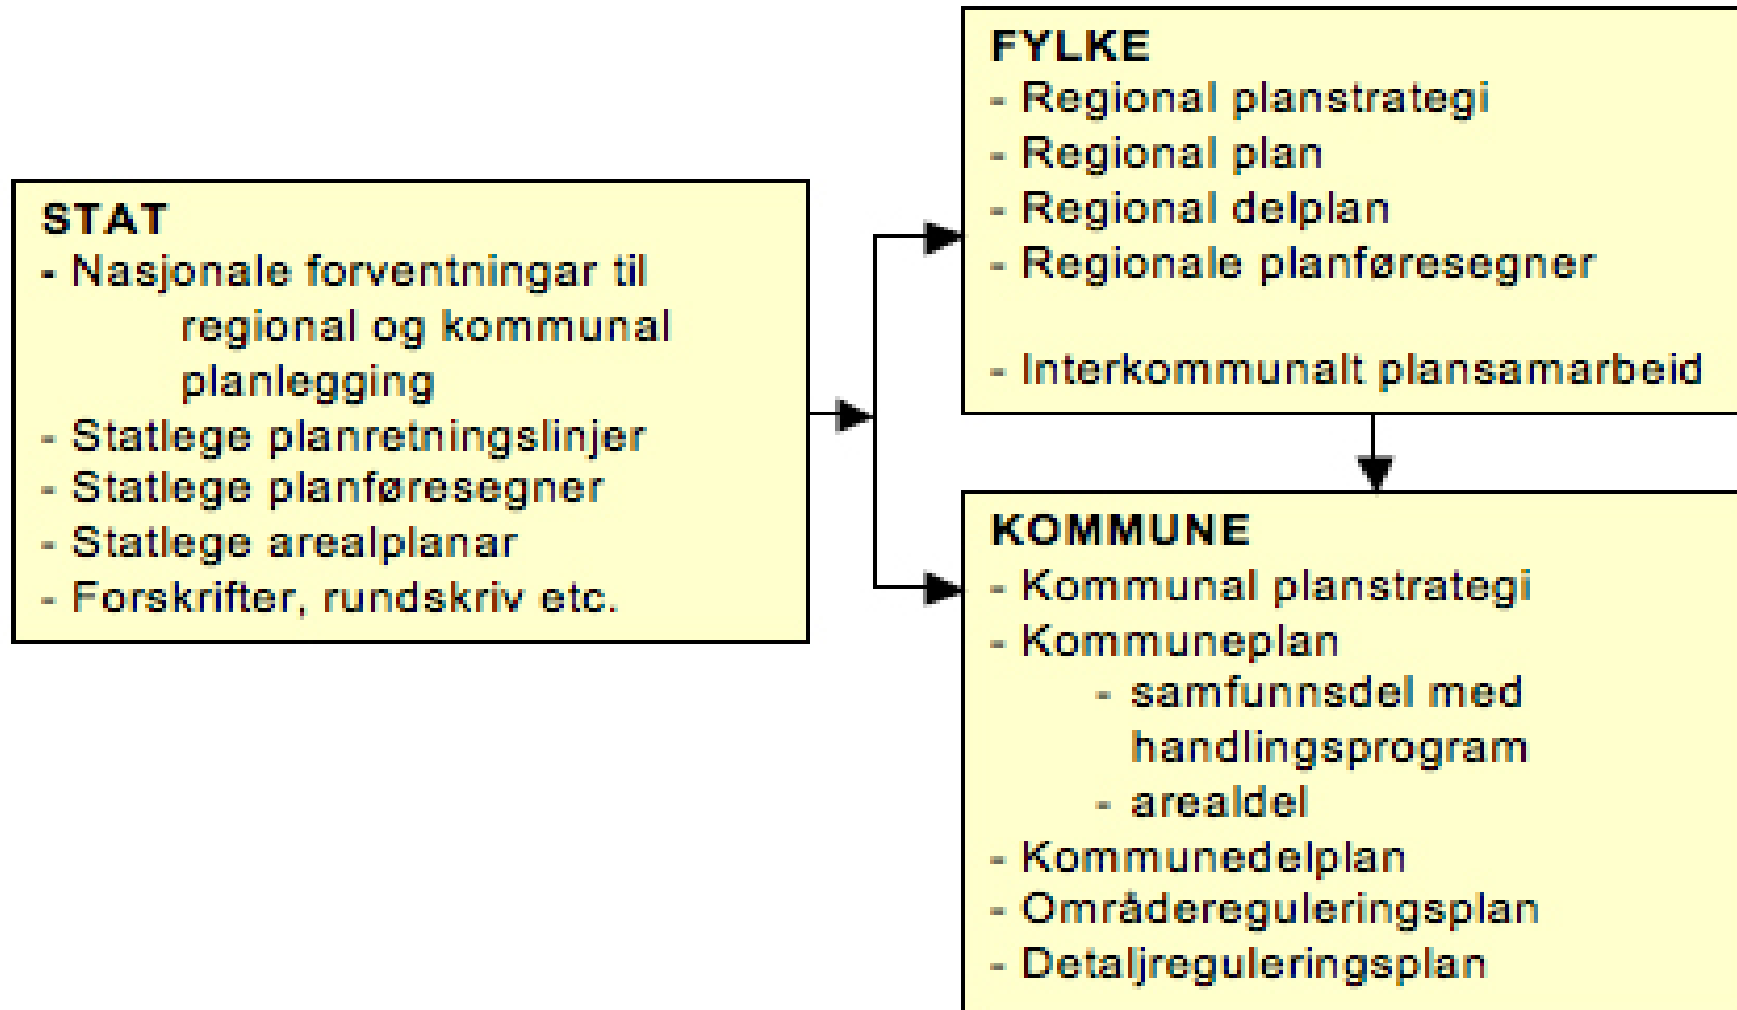 STAT
- Nasjonale forventningar til
regional og kommunal
planlegging
- Statlege planretningslinjer
- Statlege planføresegner
- Statlege arealplanar
- Forskrifter, rundskriv etc.
FYLKE
- Regional planstrategi
- Regional plan
- Regional delplan
- Regionale planføresegner
- Interkommunalt plansamarbeid
KOMMUNE
- Kommunal planstrategi
- Kommuneplan
- samfunnsdel med
handlingsprogram
- arealdel
- Kommunedelplan
- Områdereguleringsplan
- Detaljreguleringsplan